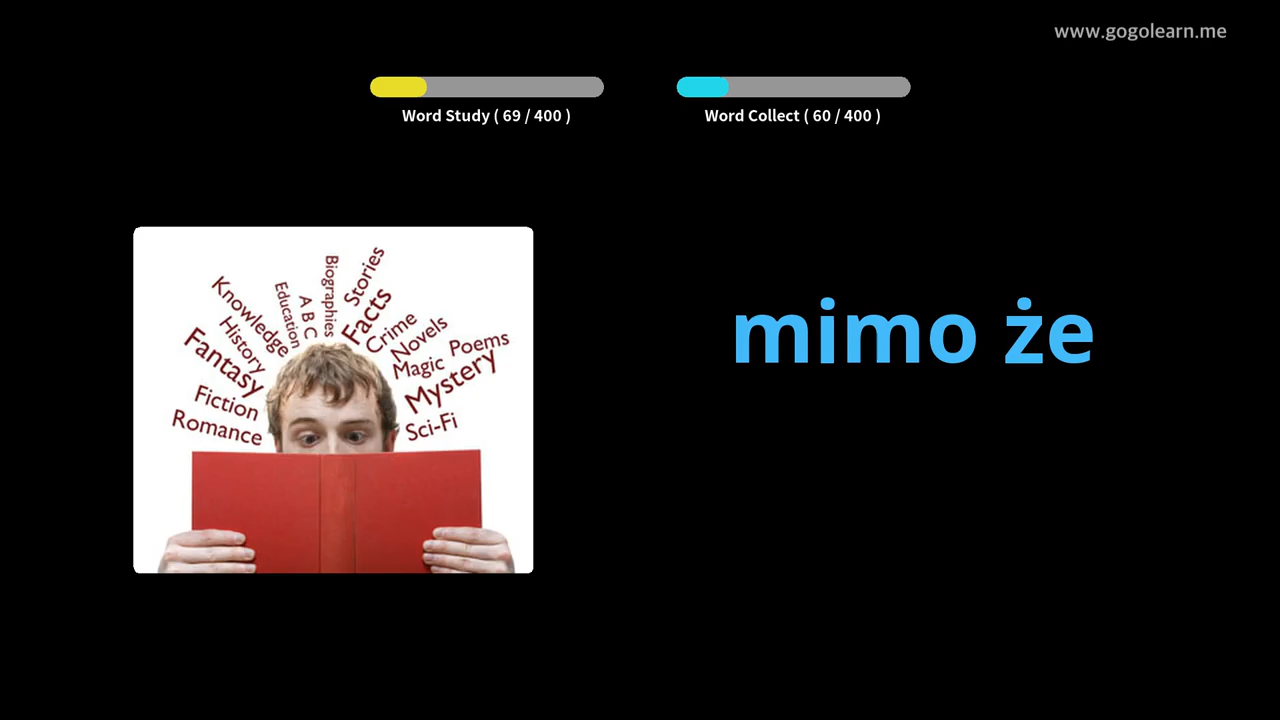 www.gogolearn.me
Word Study ( 69 / 400 )
Word Collect ( 60 / 400 )
mimo że
Romance
Fiction
Fantasy
History
Knowledge
Education
A B C
Biographies
Stories
Facts
Crime
Novels
Magic
Poems
Mystery
Sci-Fi